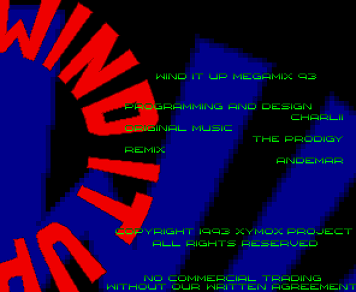 WIND IT UP
WIND IT UP MEGAMIX 93
PROGRAMMING AND DESIGN
CHARLII
ORIGINAL MUSIC
THE PRODIGY
REMIX
ANDEMAR
COPYRIGHT 1993 XYMOX PROJECT
ALL RIGHTS RESERVED
NO COMMERCIAL TRADING
WITHOUT OUR WRITTEN AGREEMENT